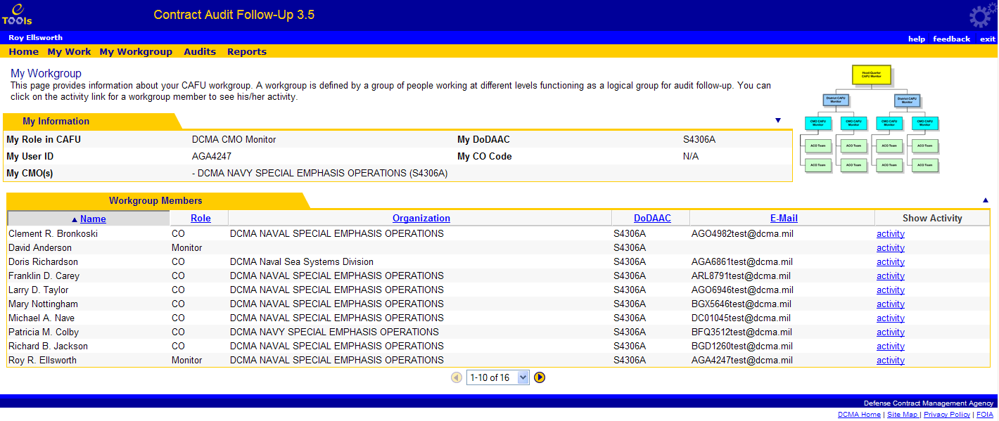 e
TOOls
Contract Audit Follow-Up 3.5
Roy Ellsworth
help feedback exit
Home My Work My Workgroup Audits Reports
My Workgroup
This page provides information about your CAFU workgroup. A workgroup is defined by a group of people working at different levels functioning as a logical group for audit follow-up. You can
click on the activity link for a workgroup member to see his/her activity.
Head-Quarter
CAFU Monitor
District CAFU
Monitor
District CAFU
Monitor
CMO CAFU
Monitor
CMO CAFU
Monitor
CMO CAFU
Monitor
CMO CAFU
Monitor
ACO Team ACO Team ACO Team ACO Team
ACO Team ACO Team ACO Team ACO Team
My Information
My Role in CAFU DCMA CMO Monitor My DoDAAC S4306A
My User ID AGA4247 My CO Code N/A
My CMO(s) - DCMA NAVY SPECIAL EMPHASIS OPERATIONS (S4306A)
Workgroup Members
Name Role Organization DoDAAC E-Mail Show Activity
Clement R. Bronkoski CO DCMA NAVAL SPECIAL EMPHASIS OPERATIONS S4306A AGO4982test@dcma.mil activity
David Anderson Monitor S4306A activity
Doris Richardson CO DCMA Naval Sea Systems Division S4306A AGA6861test@dcma.mil activity
Franklin D. Carey CO DCMA NAVAL SPECIAL EMPHASIS OPERATIONS S4306A ARL8791test@dcma.mil activity
Larry D. Taylor CO DCMA NAVAL SPECIAL EMPHASIS OPERATIONS S4306A AGO6946test@dcma.mil activity
Mary Nottingham CO DCMA NAVAL SPECIAL EMPHASIS OPERATIONS S4306A BGX5646test@dcma.mil activity
Michael A. Nave CO DCMA NAVAL SPECIAL EMPHASIS OPERATIONS S4306A DC01045test@dcma.mil activity
Patricia M. Colby CO DCMA NAVY SPECIAL EMPHASIS OPERATIONS S4306A BFQ3512test@dcma.mil activity
Richard B. Jackson CO DCMA NAVAL SPECIAL EMPHASIS OPERATIONS S4306A BGD1260test@dcma.mil activity
Roy R. Ellsworth Monitor DCMA NAVAL SPECIAL EMPHASIS OPERATIONS S4306A AGA4247test@dcma.mil activity
1-10 of 16
Defense Contract Management Agency
DCMA Home | Site Map | Privacy Policy | FOIA